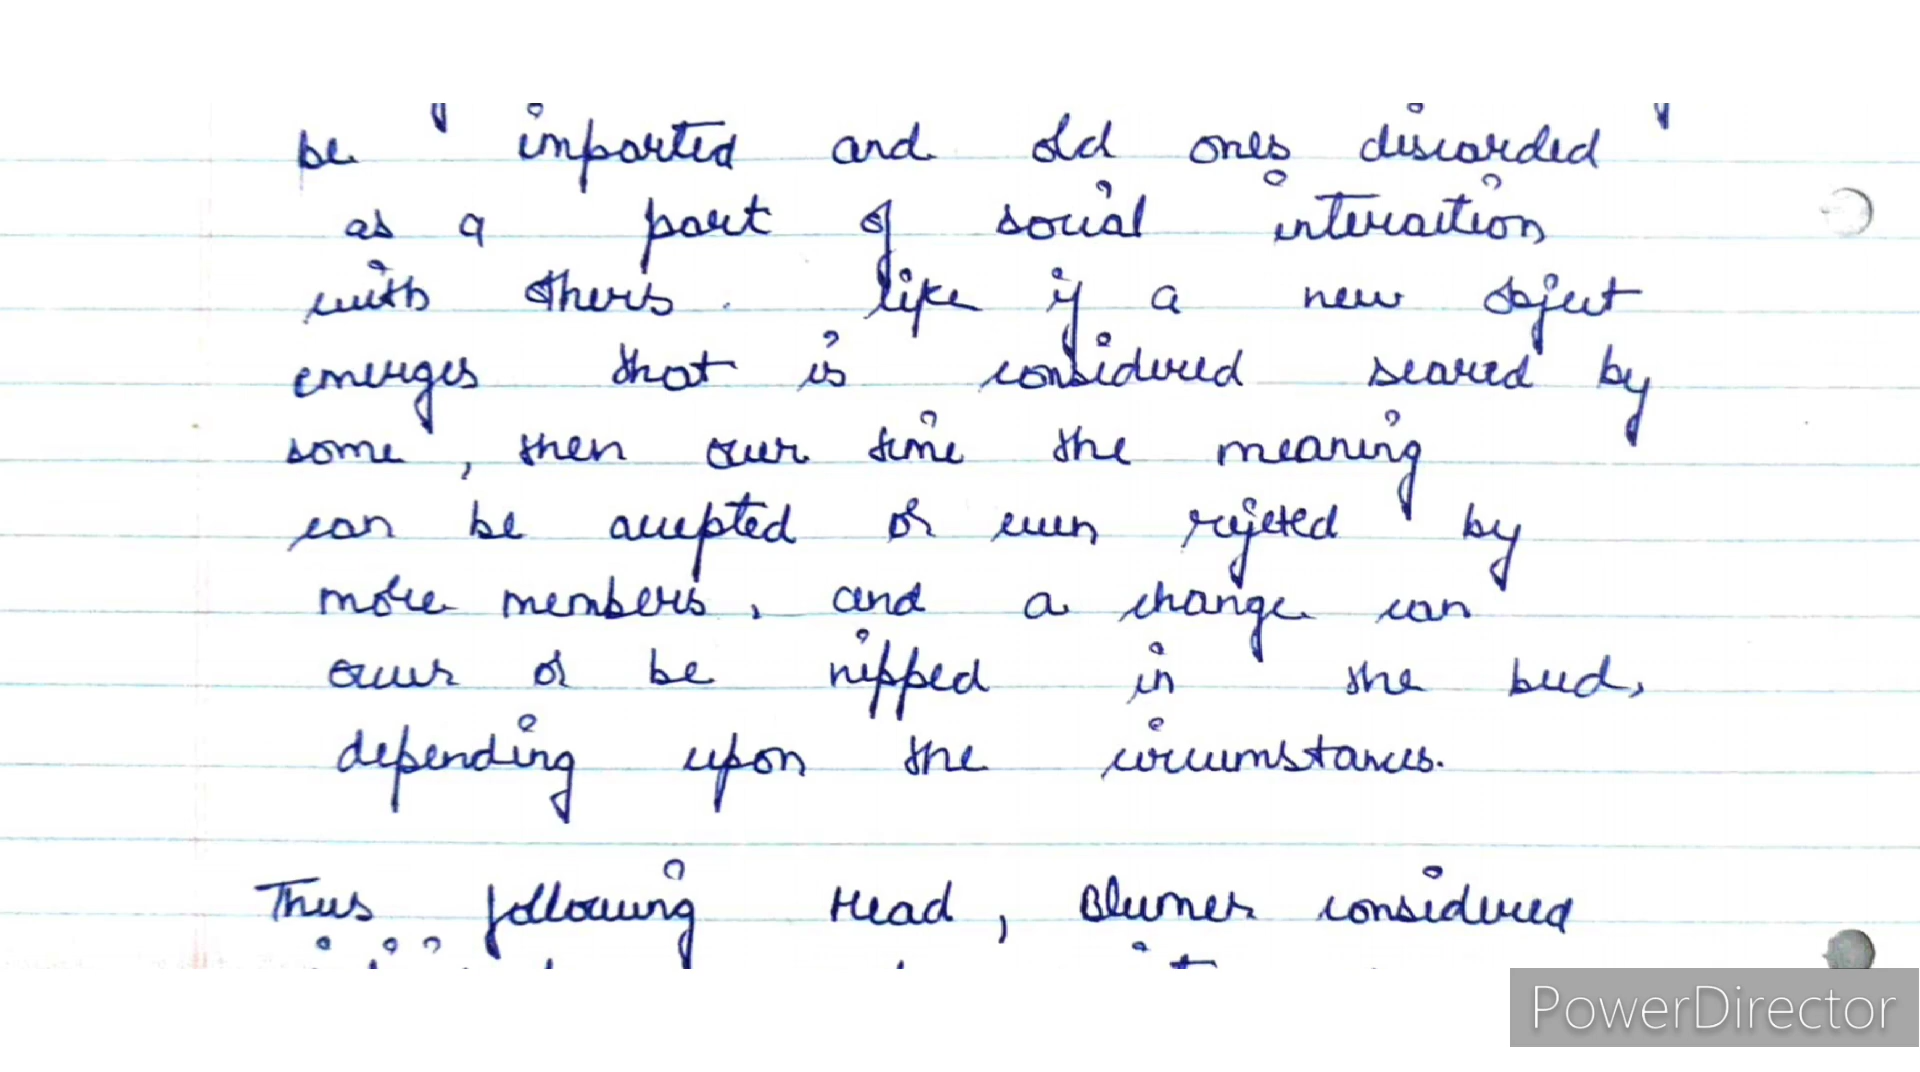 be imparted and old ones discarded
as a part of social interaction
with others. like if a new object
emerges that is considered scared by
some, then over time the meaning
can be accepted or even rejeted by
more members, and a change can
occur or be nipped in the bud,
depending upon the circumstances.
Thus following Mead, Blumer considered
PowerDirector